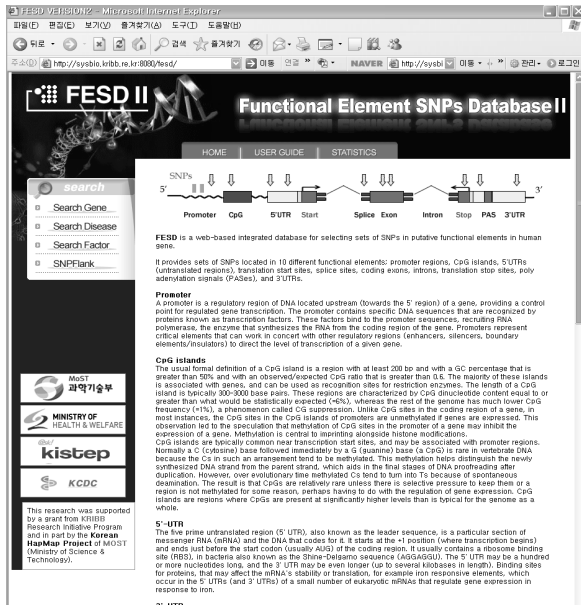 FESD VERSION2 - Microsoft Internet Explorer
파일(F) 편집(E) 보기(V) 즐겨찾기(A) 도구(T) 도움말(H)
뒤로 검색 즐겨찾기
주소(D) http://sysbio.kribb.re.kr:8080/fesd/ 이동 연결 » NAVER http://sysbi 이동 » 관리 로그인
FESD II
Functional Element SNPs Database II
HOME | USER GUIDE | STATISTICS
search
Search Gene
Search Disease
Search Factor
SNPFlank
SNPs
5' 3'
Promoter CpG 5'UTR Start Splice Exon Intron Stop PAS 3'UTR
FESD is a web-based integrated database for selecting sets of SNPs in putative functional elements in human
gene.
It provides sets of SNPs located in 10 different functional elements; promoter regions, CpG islands, 5'UTRs
(untranslated regions), translation start sites, splice sites, coding exons, introns, translation stop sites, poly
adenylation signals (PASes), and 3'UTRs.
Promoter
A promoter is a regulatory region of DNA located upstream (towards the 5' region) of a gene, providing a control
point for regulated gene transcription. The promoter contains specific DNA sequences that are recognized by
proteins known as transcription factors. These factors bind to the promoter sequences, recruiting RNA
polymerase, the enzyme that synthesizes the RNA from the coding region of the gene. Promoters represent
critical elements that can work in concert with other regulatory regions (enhancers, silencers, boundary
elements/insulators) to direct the level of transcription of a given gene.
CpG islands
The usual formal definition of a CpG island is a region with at least 200 bp and with a GC percentage that is
greater than 50% and with an observed/expected CpG ratio that is greater than 0.6. The majority of these islands
is associated with genes, and can be used as recognition sites for restriction enzymes. The length of a CpG
island is typically 300-3000 base pairs. These regions are characterized by CpG dinucleotide content equal to or
greater than what would be statistically expected (≈6%), whereas the rest of the genome has much lower CpG
frequency (≈1%), a phenomenon called CG suppression. Unlike CpG sites in the coding region of a gene, in
most instances, the CpG sites in the CpG islands of promoters are unmethylated if genes are expressed. This
observation led to the speculation that methylation of CpG sites in the promoter of a gene may inhibit the
expression of a gene. Methylation is central to imprinting alongside histone modifications.
CpG islands are typically common near transcription start sites, and may be associated with promoter regions.
Normally a C (cytosine) base followed immediately by a G (guanine) base (a CpG) is rare in vertebrate DNA
because the Cs in such an arrangement tend to be methylated. This methylation helps distinguish the newly
synthesized DNA strand from the parent strand, which aids in the final stages of DNA proofreading after
duplication. However, over evolutionary time methylated Cs tend to turn into Ts because of spontaneous
deamination. The result is that CpGs are relatively rare unless there is selective pressure to keep them or a
region is not methylated for some reason, perhaps having to do with the regulation of gene expression. CpG
islands are regions where CpGs are present at significantly higher levels than is typical for the genome as a
whole.
5'-UTR
The five prime untranslated region (5' UTR), also known as the leader sequence, is a particular section of
messenger RNA (mRNA) and the DNA that codes for it. It starts at the +1 position (where transcription begins)
and ends just before the start codon (usually AUG) of the coding region. It usually contains a ribosome binding
site (RBS), in bacteria also known as the Shine-Delgarno sequence (AGGAGGU). The 5' UTR may be a hundred
or more nucleotides long, and the 3' UTR may be even longer (up to several kilobases in length). Binding sites
for proteins, that may affect the mRNA's stability or translation, for example iron responsive elements, which
occur in the 5' UTRs (and 3' UTRs) of a small number of eukaryotic mRNAs that regulate gene expression in
response to iron.
MoST
과학기술부
MINISTRY OF
HEALTH & WELFARE
kistep
KCDC
This research was supported
by a grant from KRIBB
Research Initiative Program
and in part by the Korean
HapMap Project of MOST
(Ministry of Science &
Technology).